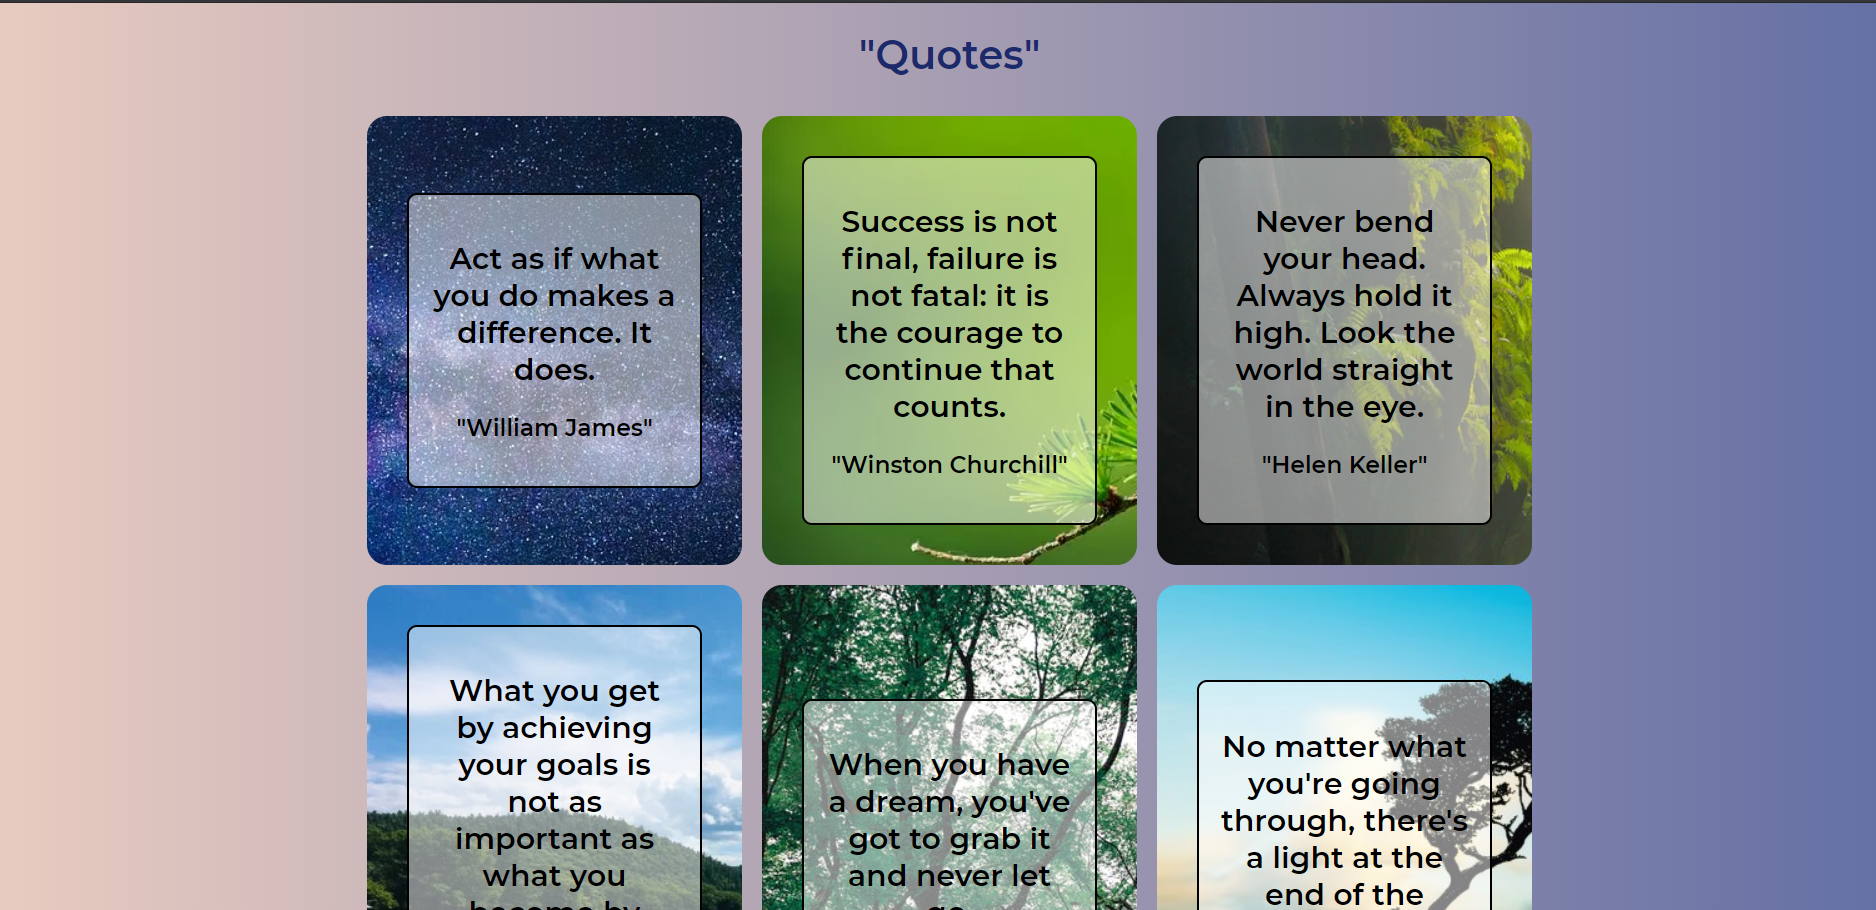 "Quotes"
Act as if what
you do makes a
difference. It
does.
"William James"
Success is not
final, failure is
not fatal: it is
the courage to
continue that
counts.
"Winston Churchill"
Never bend
your head.
Always hold it
high. Look the
world straight
in the eye.
"Helen Keller"
What you get
by achieving
your goals is
not as
important as
what you
become by
When you have
a dream, you've
got to grab it
and never let
go.
No matter what
you're going
through, there's
a light at the
end of the